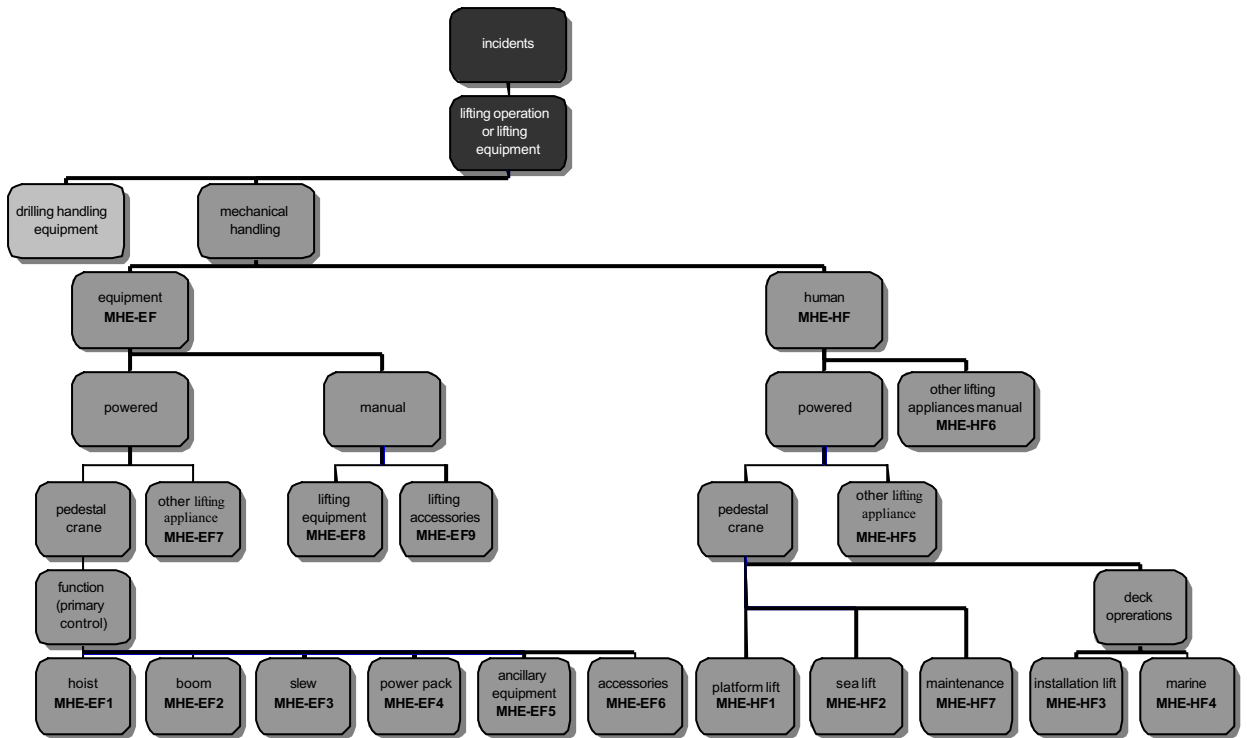 incidents
lifting operation
or lifting
equipment
drilling handling
equipment
mechanical
handling
equipment
MHE-EF
human
MHE-HF
powered
manual
powered
other lifting
appliances manual
MHE-HF6
pedestal
crane
other lifting
appliance
MHE-EF7
lifting
equipment
MHE-EF8
lifting
accessories
MHE-EF9
pedestal
crane
other lifting
appliance
MHE-HF5
function
(primary
control)
deck
oprerations
hoist
MHE-EF1
boom
MHE-EF2
slew
MHE-EF3
power pack
MHE-EF4
ancillary
equipment
MHE-EF5
accessories
MHE-EF6
platform lift
MHE-HF1
sea lift
MHE-HF2
maintenance
MHE-HF7
installation lift
MHE-HF3
marine
MHE-HF4